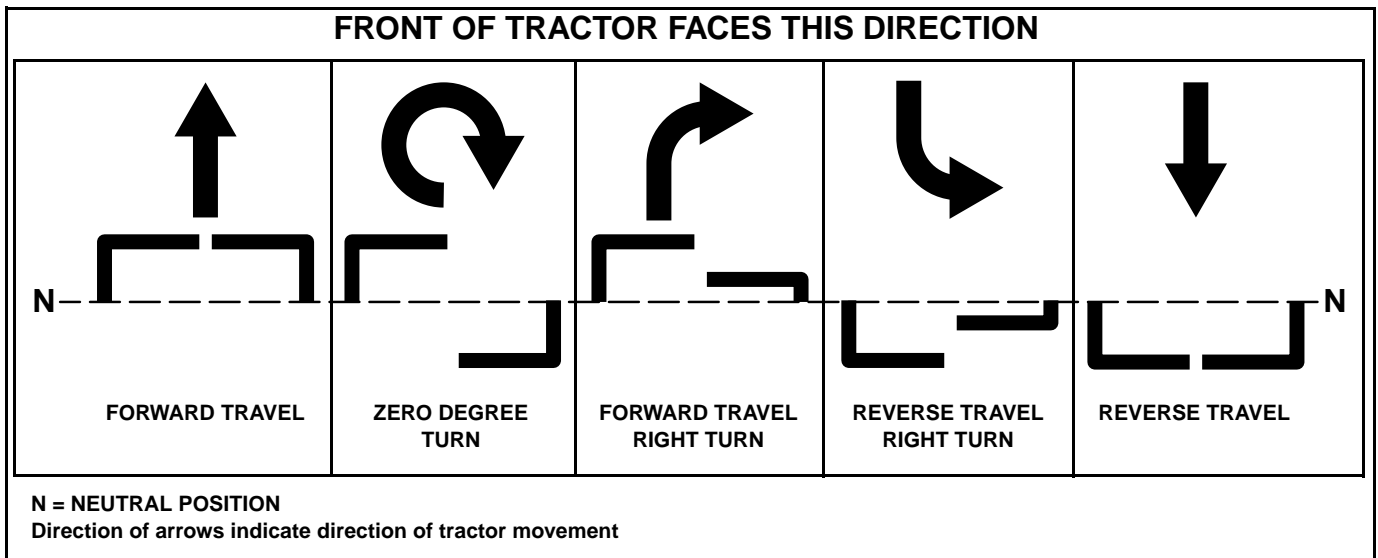 FRONT OF TRACTOR FACES THIS DIRECTION
N
N
FORWARD TRAVEL
ZERO DEGREE
TURN
FORWARD TRAVEL
RIGHT TURN
REVERSE TRAVEL
RIGHT TURN
REVERSE TRAVEL
N = NEUTRAL POSITION
Direction of arrows indicate direction of tractor movement